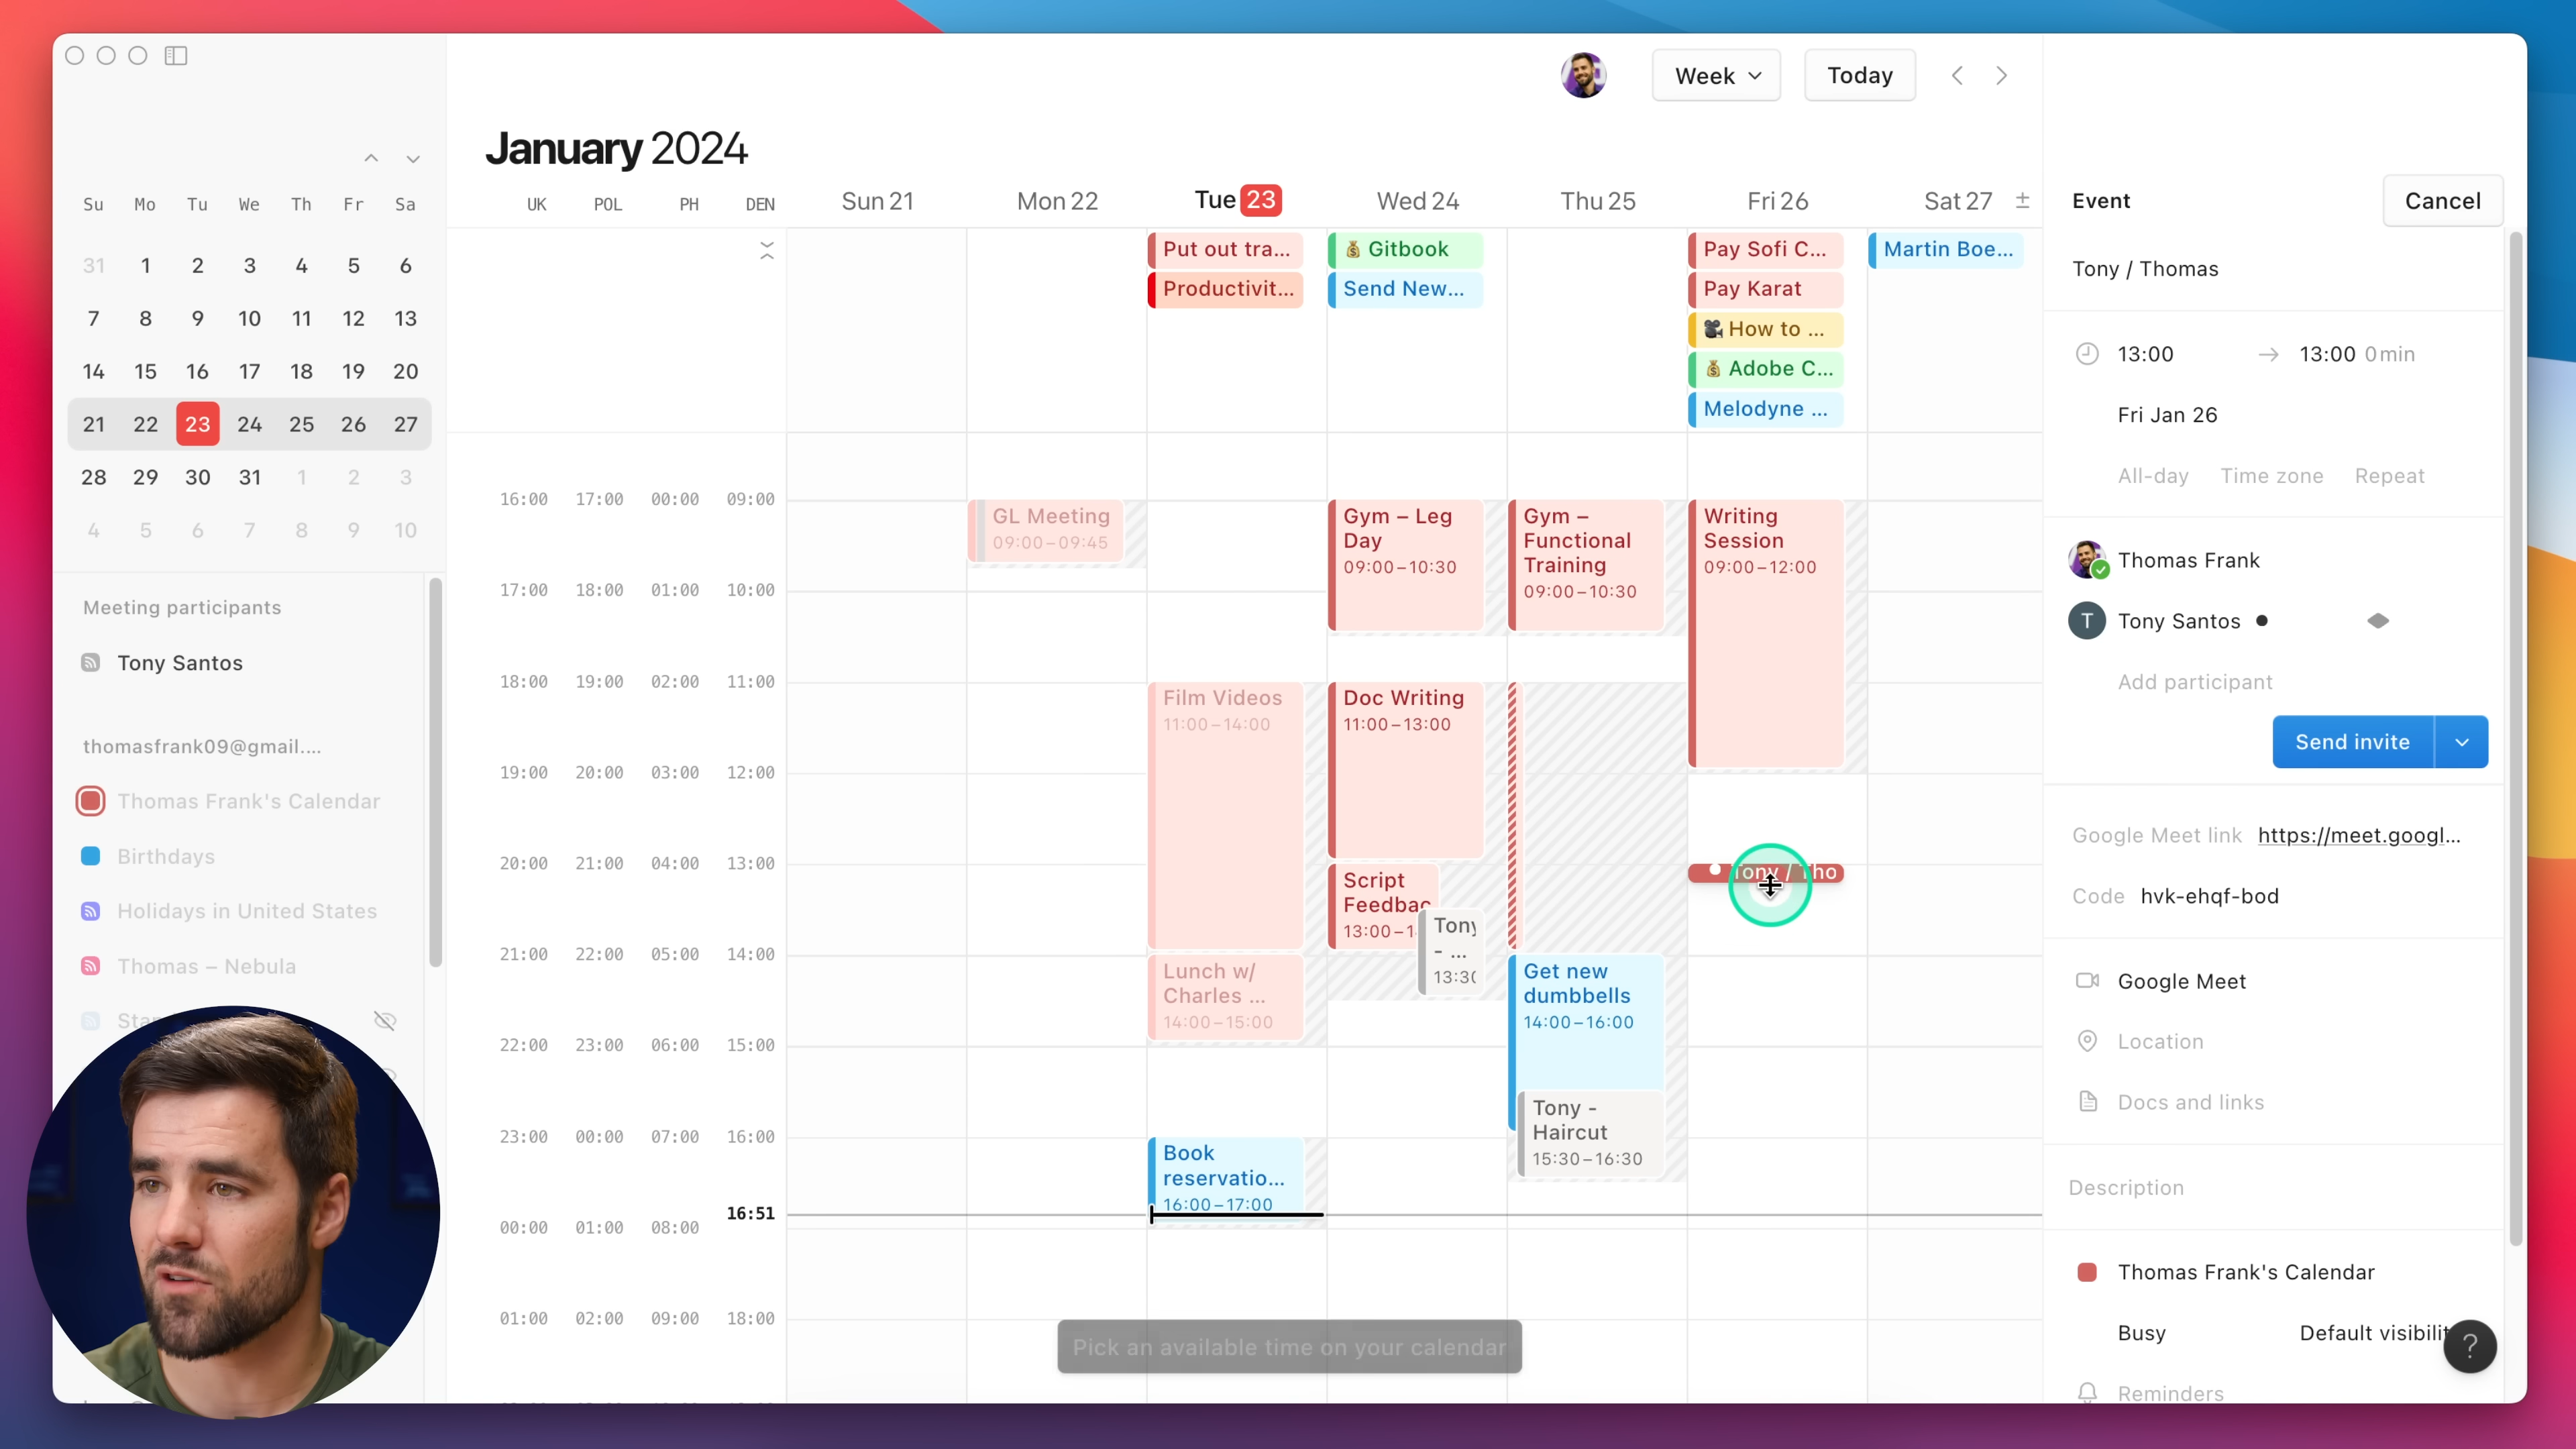 Week
Today
January 2024
Su Mo Tu We Th Fr Sa
31 1 2 3 4 5 6
7 8 9 10 11 12 13
14 15 16 17 18 19 20
21 22 23 24 25 26 27
28 29 30 31 1 2 3
4 5 6 7 8 9 10
Meeting participants
Tony Santos
thomasfrank09@gmail....
Thomas Frank's Calendar
Birthdays
Holidays in United States
Thomas – Nebula
UK POL PH DEN
Sun 21
Mon 22
Tue 23
Wed 24
Thu 25
Fri 26
Sat 27
Put out tra...
Productivit...
Gitbook
Send New...
Pay Sofi C...
Pay Karat
How to ...
Adobe C...
Melodyne ...
Martin Boe...
16:00 17:00 00:00 09:00
17:00 18:00 01:00 10:00
18:00 19:00 02:00 11:00
19:00 20:00 03:00 12:00
20:00 21:00 04:00 13:00
21:00 22:00 05:00 14:00
22:00 23:00 06:00 15:00
23:00 00:00 07:00 16:00
16:51
00:00 01:00 08:00
01:00 02:00 09:00 18:00
GL Meeting
09:00–09:45
Film Videos
11:00–14:00
Lunch w/
Charles ...
14:00–15:00
Book
reservatio...
16:00–17:00
Gym – Leg
Day
09:00–10:30
Doc Writing
11:00–13:00
Script
Feedbac
13:00–1
Tony
- ...
13:30
Gym –
Functional
Training
09:00–10:30
Get new
dumbbells
14:00–16:00
Tony -
Haircut
15:30–16:30
Writing
Session
09:00–12:00
Tony / Tho
Pick an available time on your calendar
Event
Cancel
Tony / Thomas
13:00 → 13:00 0min
Fri Jan 26
All-day Time zone Repeat
Thomas Frank
T Tony Santos
Add participant
Send invite
Google Meet link https://meet.googl...
Code hvk-ehqf-bod
Google Meet
Location
Docs and links
Description
Thomas Frank's Calendar
Busy Default visibilit
?
Reminders